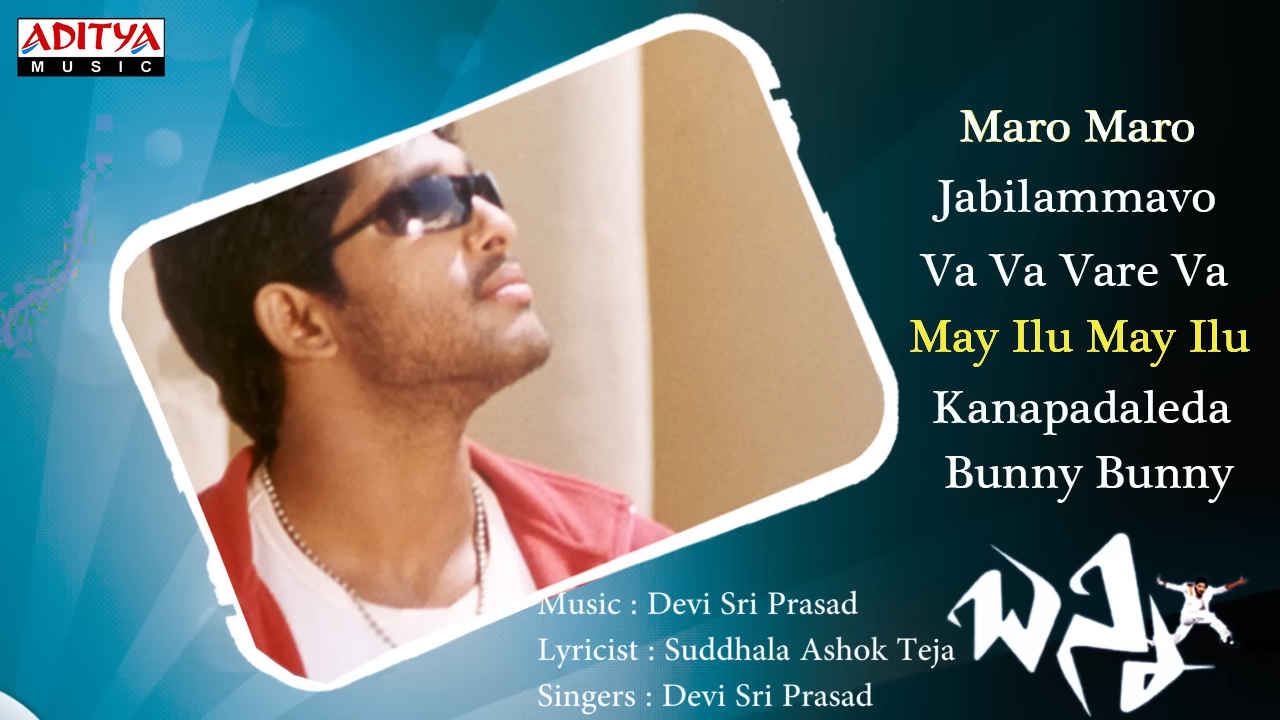 ADITYA
MUSIC
Maro Maro
Jabilammavo
Va Va Vare Va
May Ilu May Ilu
Kanapadaleda
Bunny Bunny
బన్ని
Music : Devi Sri Prasad
Lyricist : Suddhala Ashok Teja
Singers : Devi Sri Prasad